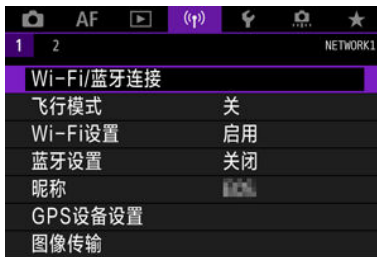 AF
1 2 NETWORK1
Wi-Fi/蓝牙连接
飞行模式 关
Wi-Fi设置 启用
蓝牙设置 关闭
昵称
GPS设备设置
图像传输